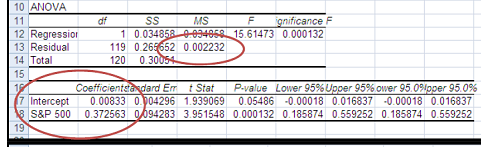 10 ANOVA
11 df SS MS F ignificance F
12 Regression 1 0.034858 0.034858 15.61473 0.000132
13 Residual 119 0.265652 0.002232
14 Total 120 0.30051
15
16 Coefficients tandard Err t Stat P-value Lower 95% Upper 95% ower 95.0% pper 95.0%
17 Intercept 0.00833 0.004296 1.939069 0.05486 -0.00018 0.016837 -0.00018 0.016837
18 S&P 500 0.372563 0.094283 3.951548 0.000132 0.185874 0.559252 0.185874 0.559252
19